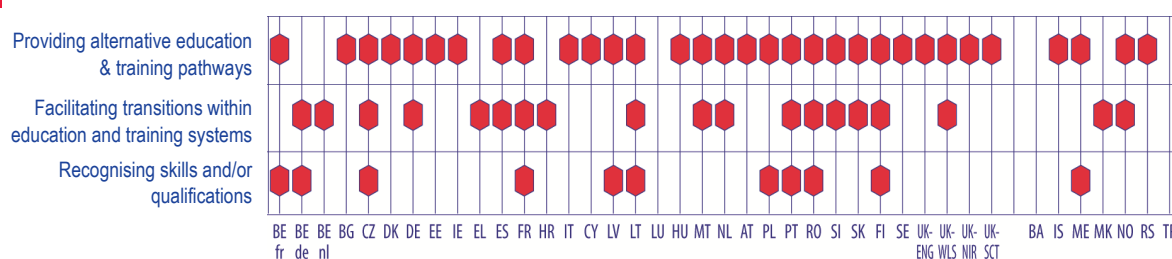 Providing alternative education
& training pathways
Facilitating transitions within
education and training systems
Recognising skills and/or
qualifications
BE BE BE BG CZ DK DE EE IE EL ES FR HR IT CY LV LT LU HU MT NL AT PL PT RO SI SK FI SE UK- UK- UK- UK- BA IS ME MK NO RS
fr de nl ENG WLS NIR SCT